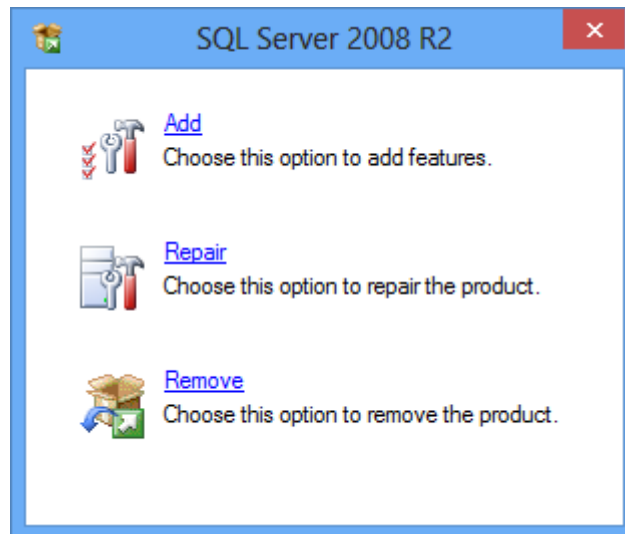 SQL Server 2008 R2
Add
Choose this option to add features.
Repair
Choose this option to repair the product.
Remove
Choose this option to remove the product.